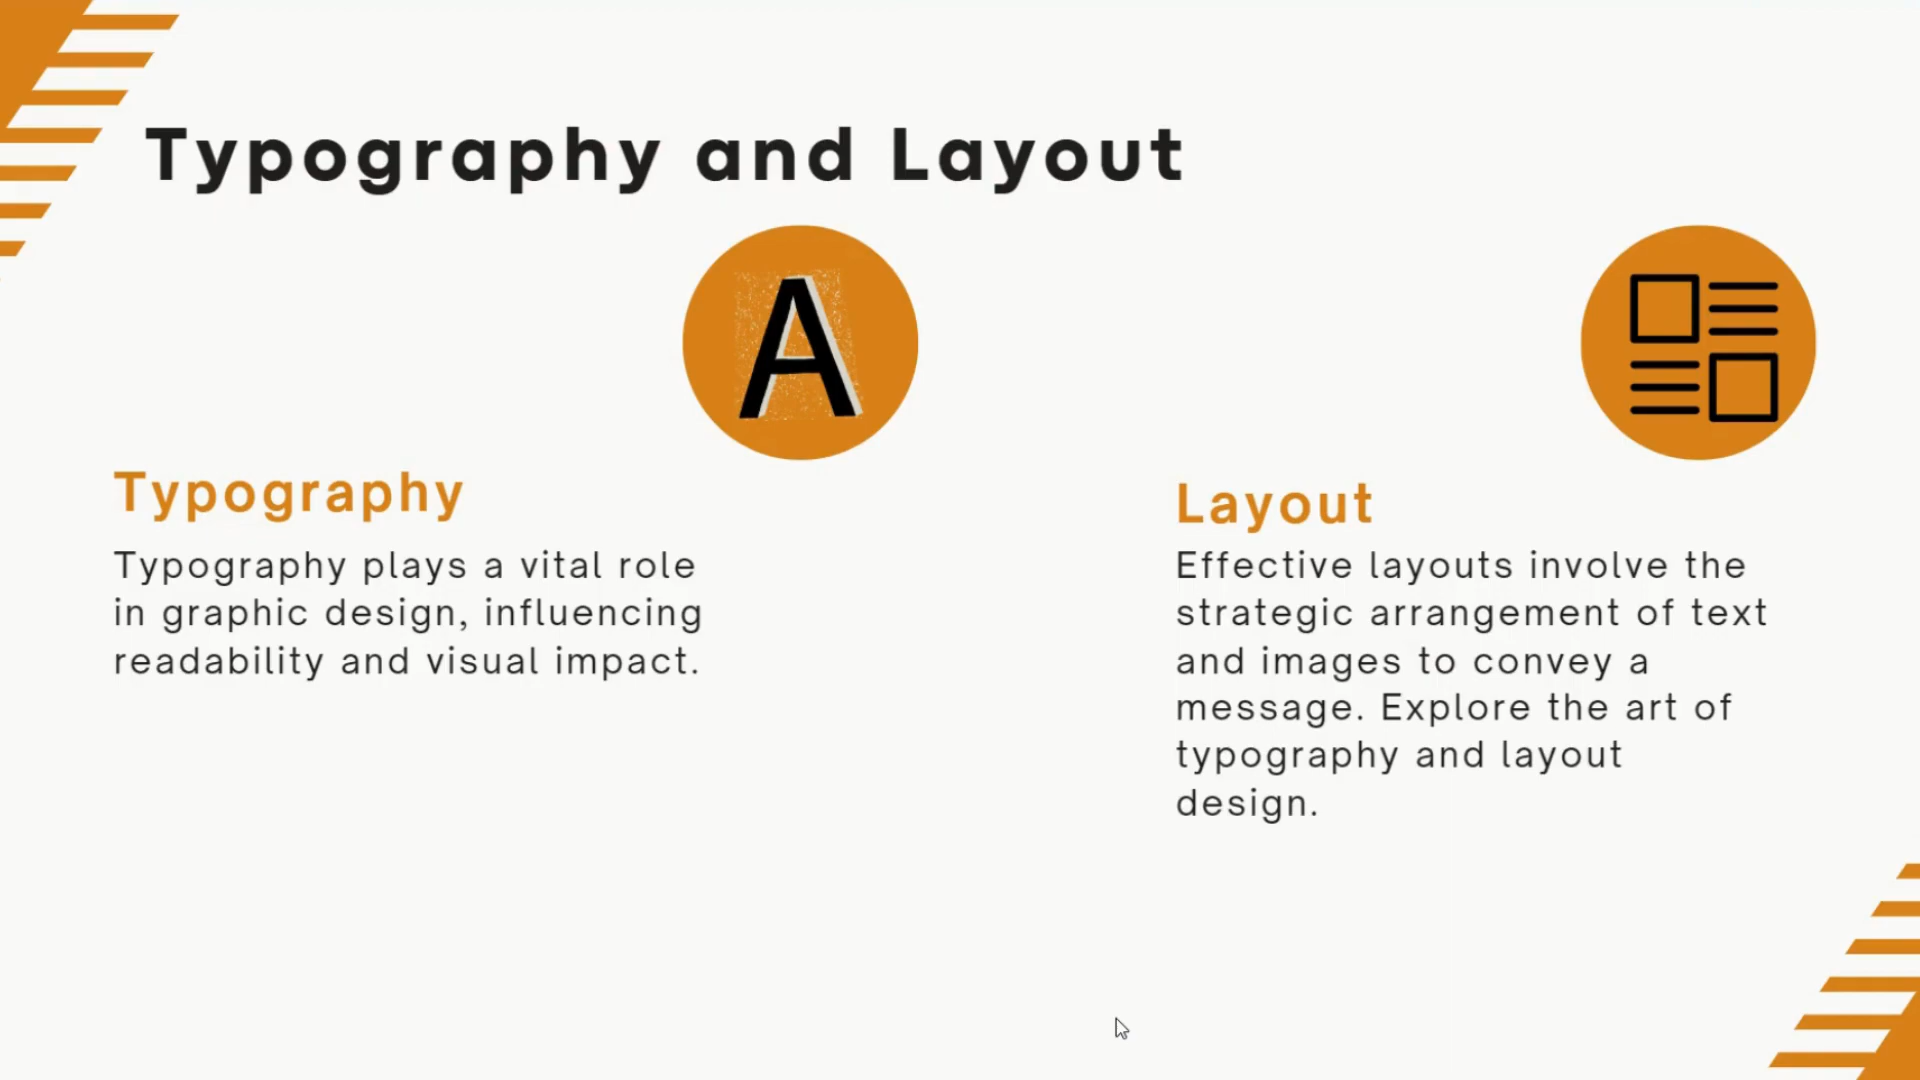 Typography and Layout
A
Typography
Typography plays a vital role
in graphic design, influencing
readability and visual impact.
Layout
Effective layouts involve the
strategic arrangement of text
and images to convey a
message. Explore the art of
typography and layout
design.